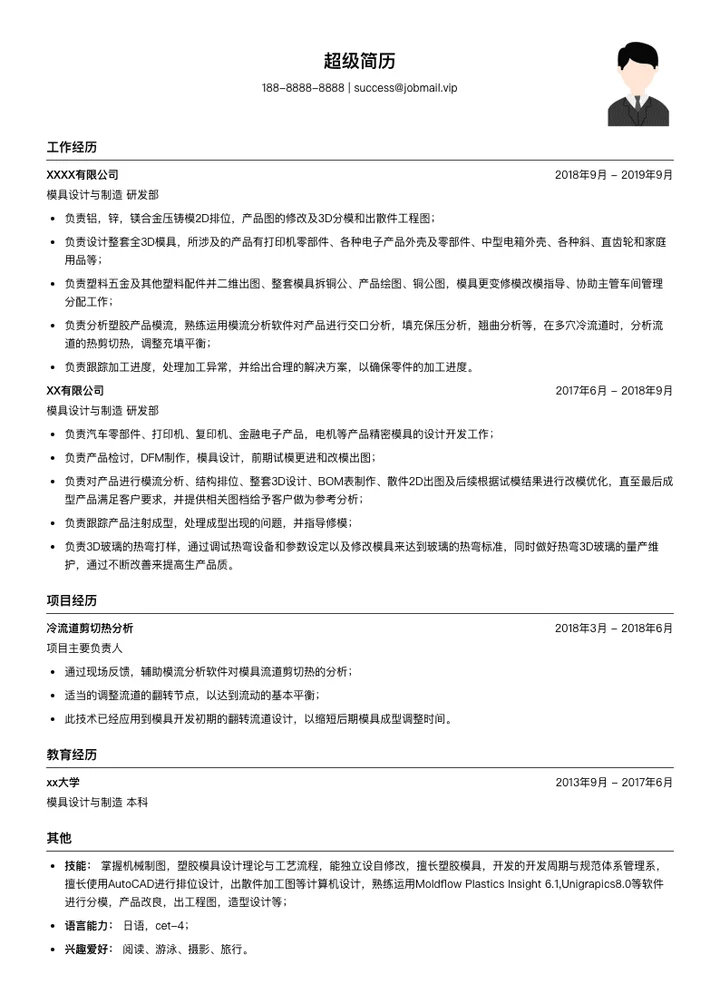 超级简历
188-8888-8888 | success@jobmail.vip
工作经历
XXXX有限公司 2018年9月 – 2019年9月
模具设计与制造 研发部
• 负责铝，锌，镁合金压铸模2D排位，产品图的修改及3D分模和出散件工程图；
• 负责设计整套全3D模具，所涉及的产品有打印机零部件、各种电子产品外壳及零部件、中型电箱外壳、各种斜、直齿轮和家庭
用品等；
• 负责塑料五金及其他塑料配件并二维出图、整套模具拆铜公、产品绘图、铜公图，模具更变修模改模指导、协助主管车间管理
分配工作；
• 负责分析塑胶产品模流，熟练运用模流分析软件对产品进行交口分析，填充保压分析，翘曲分析等，在多穴冷流道时，分析流
道的热剪切热，调整充填平衡；
• 负责跟踪加工进度，处理加工异常，并给出合理的解决方案，以确保零件的加工进度。
XX有限公司 2017年6月 – 2018年9月
模具设计与制造 研发部
• 负责汽车零部件、打印机、复印机、金融电子产品，电机等产品精密模具的设计开发工作；
• 负责产品检讨，DFM制作，模具设计，前期试模更进和改模出图；
• 负责对产品进行模流分析、结构排位、整套3D设计、BOM表制作、散件2D出图及后续根据试模结果进行改模优化，直至最后成
型产品满足客户要求，并提供相关图档给予客户做为参考分析；
• 负责跟踪产品注射成型，处理成型出现的问题，并指导修模；
• 负责3D玻璃的热弯打样，通过调试热弯设备和参数设定以及修改模具来达到玻璃的热弯标准，同时做好热弯3D玻璃的量产维
护，通过不断改善来提高生产品质。
项目经历
冷流道剪切热分析 2018年3月 – 2018年6月
项目主要负责人
• 通过现场反馈，辅助模流分析软件对模具流道剪切热的分析；
• 适当的调整流道的翻转节点，以达到流动的基本平衡；
• 此技术已经应用到模具开发初期的翻转流道设计，以缩短后期模具成型调整时间。
教育经历
xx大学 2013年9月 – 2017年6月
模具设计与制造 本科
其他
• 技能： 掌握机械制图，塑胶模具设计理论与工艺流程，能独立设自修改，擅长塑胶模具，开发的开发周期与规范体系管理系，
擅长使用AutoCAD进行排位设计，出散件加工图等计算机设计，熟练运用Moldflow Plastics Insight 6.1,Unigrapics8.0等软件
进行分模，产品改良，出工程图，造型设计等；
• 语言能力： 日语，cet-4；
• 兴趣爱好： 阅读、游泳、摄影、旅行。